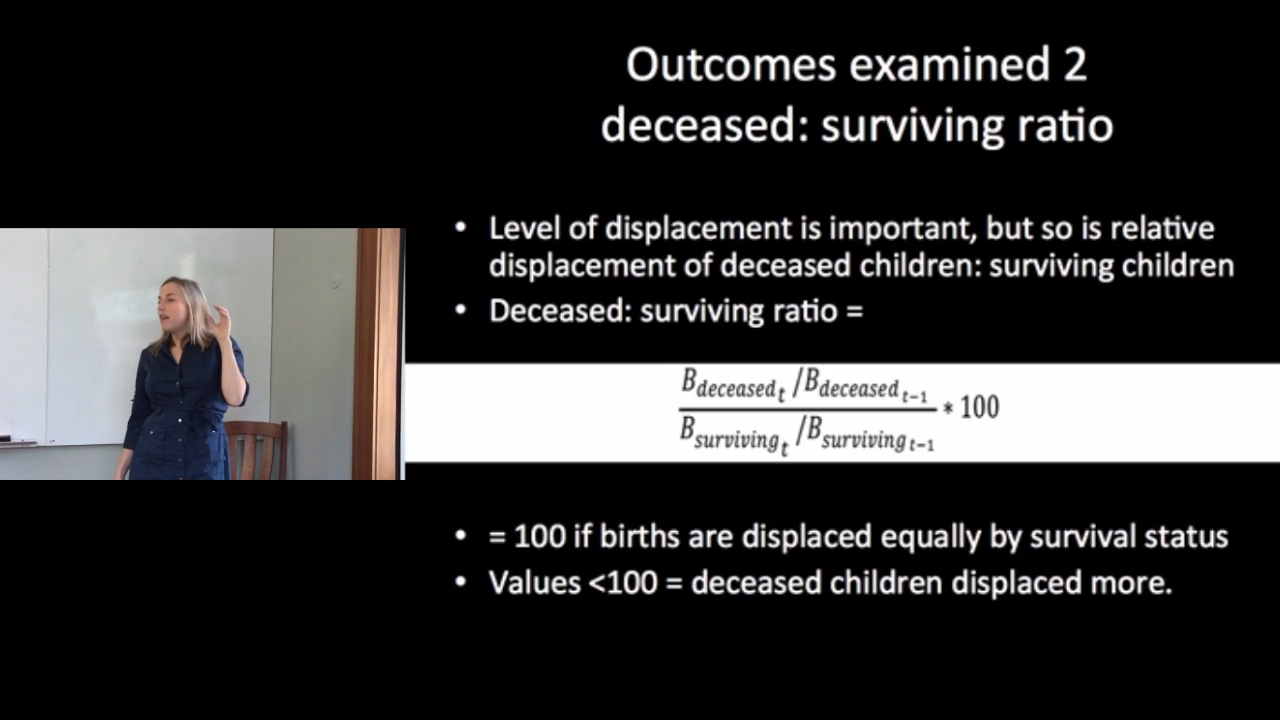 Outcomes examined 2
deceased: surviving ratio
• Level of displacement is important, but so is relative
displacement of deceased children: surviving children
• Deceased: surviving ratio =
B_deceased_t / B_deceased_t−1
B_surviving_t / B_surviving_t−1 * 100
• = 100 if births are displaced equally by survival status
• Values <100 = deceased children displaced more.